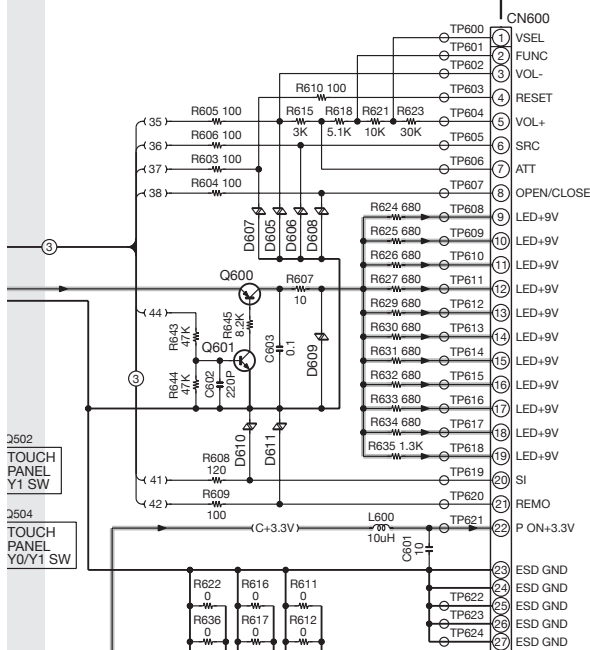 CN600
TP600 1 VSEL
TP601 2 FUNC
TP602 3 VOL-
R610 100 TP603 4 RESET
35 R605 100 R615 R618 R621 R623 TP604 5 VOL+
3K 5.1K 10K 30K
36 R606 100 TP605 6 SRC
37 R603 100 TP606 7 ATT
38 R604 100 TP607 8 OPEN/CLOSE
D607 D605 D606 D608
R624 680 TP608 9 LED+9V
3 R625 680 TP609 10 LED+9V
R626 680 TP610 11 LED+9V
Q600 R607 R627 680 TP611 12 LED+9V
10
44 R629 680 TP612 13 LED+9V
R643 47K R645 8.2K
R630 680 TP613 14 LED+9V
Q601 C603 0.1 D609
R631 680 TP614 15 LED+9V
3 R644 47K C602 220P
R632 680 TP615 16 LED+9V
R633 680 TP616 17 LED+9V
R634 680 TP617 18 LED+9V
D610 D611
R635 1.3K TP618 19 LED+9V
Q502
TOUCH
PANEL
Y1 SW
R608
120
41 TP619 20 SI
R609
100
42 TP620 21 REMO
Q504
TOUCH
PANEL
Y0/Y1 SW
(C+3.3V) L600 TP621 22 P ON+3.3V
10uH
C601 10
23 ESD GND
24 ESD GND
R622 R616 R611
0 0 0
TP622 25 ESD GND
R636 R617 R612
0 0 0
TP623 26 ESD GND
TP624 27 ESD GND